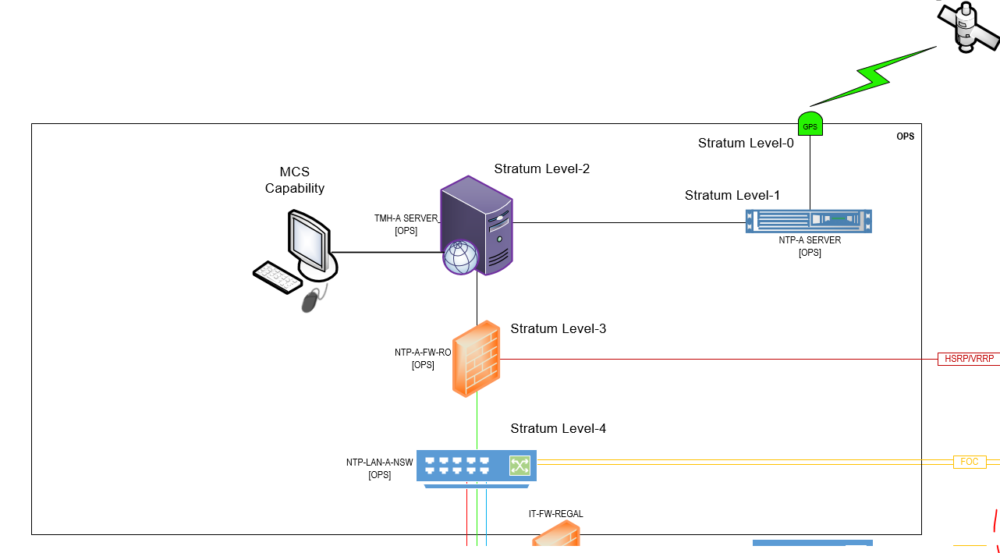 GPS
Stratum Level-0
OPS
MCS
Capability
Stratum Level-2
Stratum Level-1
TMH-A SERVER
[OPS]
NTP-A SERVER
[OPS]
Stratum Level-3
NTP-A-FW-RO
[OPS]
HSRP/VRRP
Stratum Level-4
NTP-LAN-A-NSW
[OPS]
FOC
IT-FW-REGAL